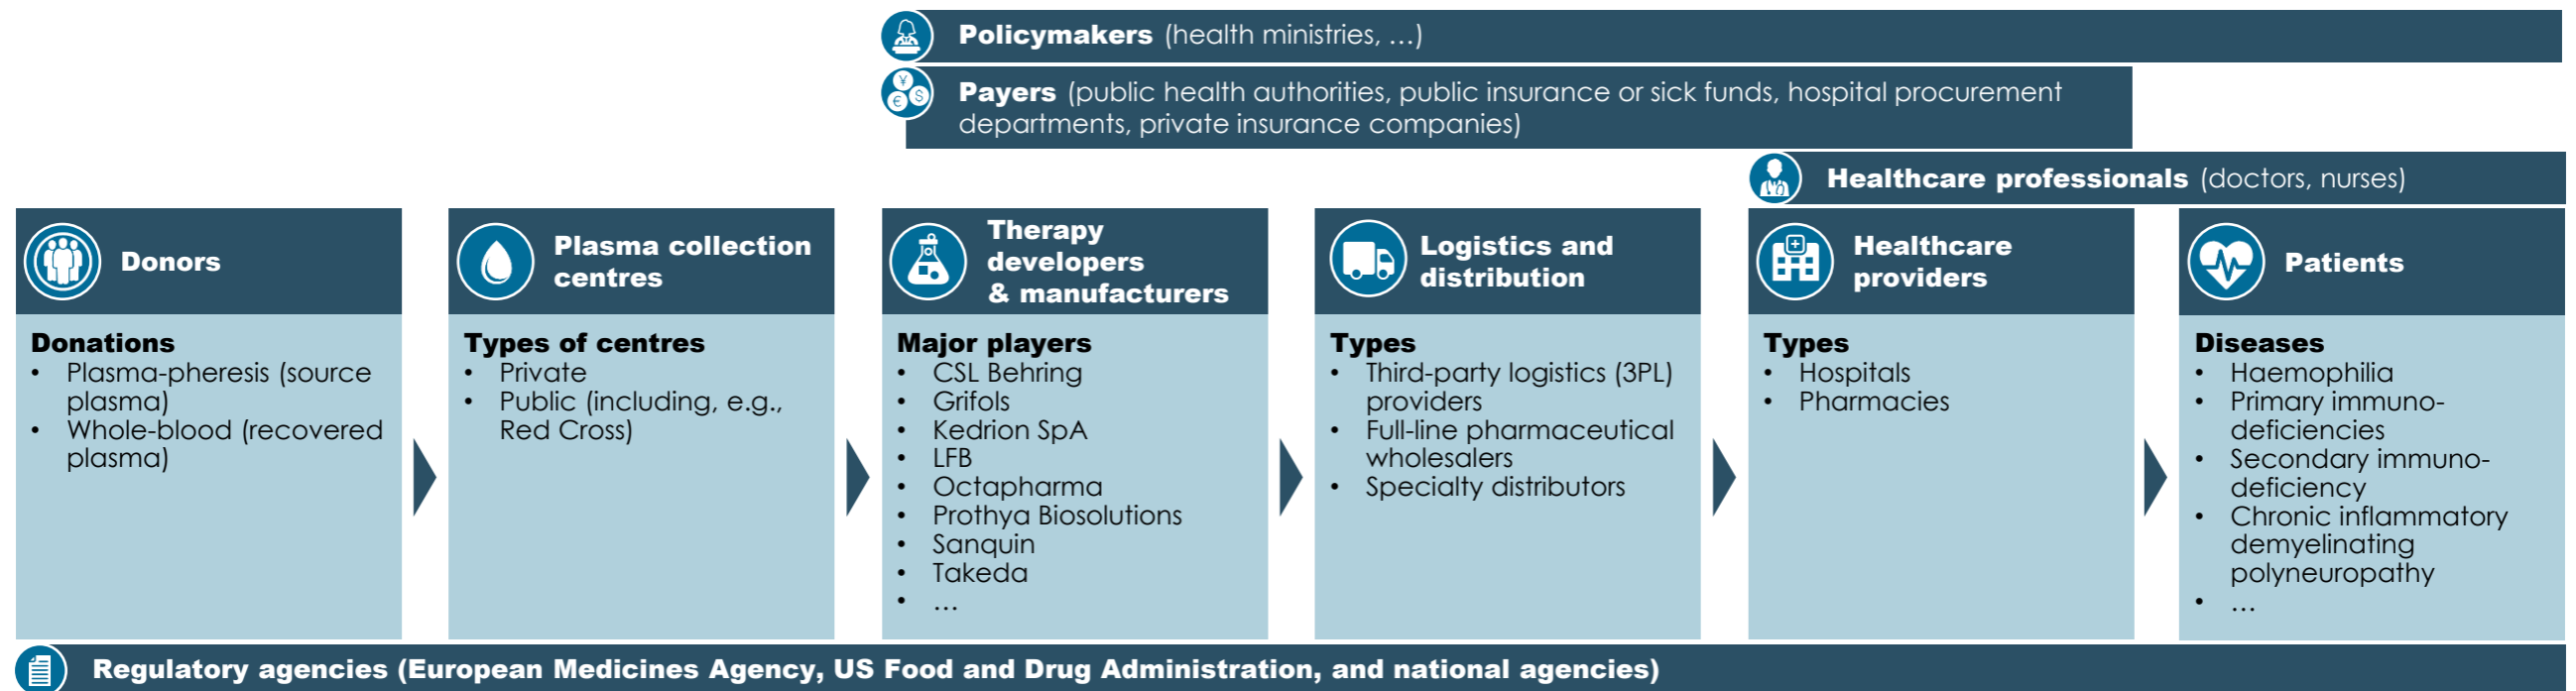 Policymakers (health ministries, …)
Payers (public health authorities, public insurance or sick funds, hospital procurement
departments, private insurance companies)
Healthcare professionals (doctors, nurses)
Donors
Donations
• Plasma-pheresis (source
plasma)
• Whole-blood (recovered
plasma)
Plasma collection
centres
Types of centres
• Private
• Public (including, e.g.,
Red Cross)
Therapy
developers
& manufacturers
Major players
• CSL Behring
• Grifols
• Kedrion SpA
• LFB
• Octapharma
• Prothya Biosolutions
• Sanquin
• Takeda
• …
Logistics and
distribution
Types
• Third-party logistics (3PL)
providers
• Full-line pharmaceutical
wholesalers
• Specialty distributors
Healthcare
providers
Types
• Hospitals
• Pharmacies
Patients
Diseases
• Haemophilia
• Primary immuno-
deficiencies
• Secondary immuno-
deficiency
• Chronic inflammatory
demyelinating
polyneuropathy
• …
Regulatory agencies (European Medicines Agency, US Food and Drug Administration, and national agencies)